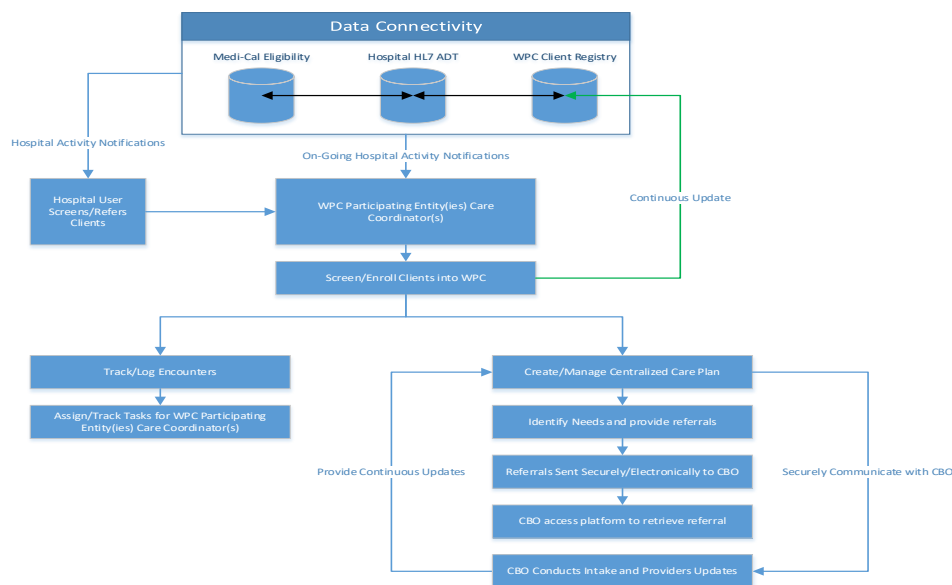 Data Connectivity
Medi-Cal Eligibility
Hospital HL7 ADT
WPC Client Registry
Hospital Activity Notifications
On-Going Hospital Activity Notifications
Continuous Update
Hospital User
Screens/Refers
Clients
WPC Participating Entity(ies) Care
Coordinator(s)
Screen/Enroll Clients into WPC
Track/Log Encounters
Create/Manage Centralized Care Plan
Assign/Track Tasks for WPC Participating
Entity(ies) Care Coordinator(s)
Identify Needs and provide referrals
Provide Continuous Updates
Referrals Sent Securely/Electronically to CBO
Securely Communicate with CBO
CBO access platform to retrieve referral
CBO Conducts Intake and Providers Updates